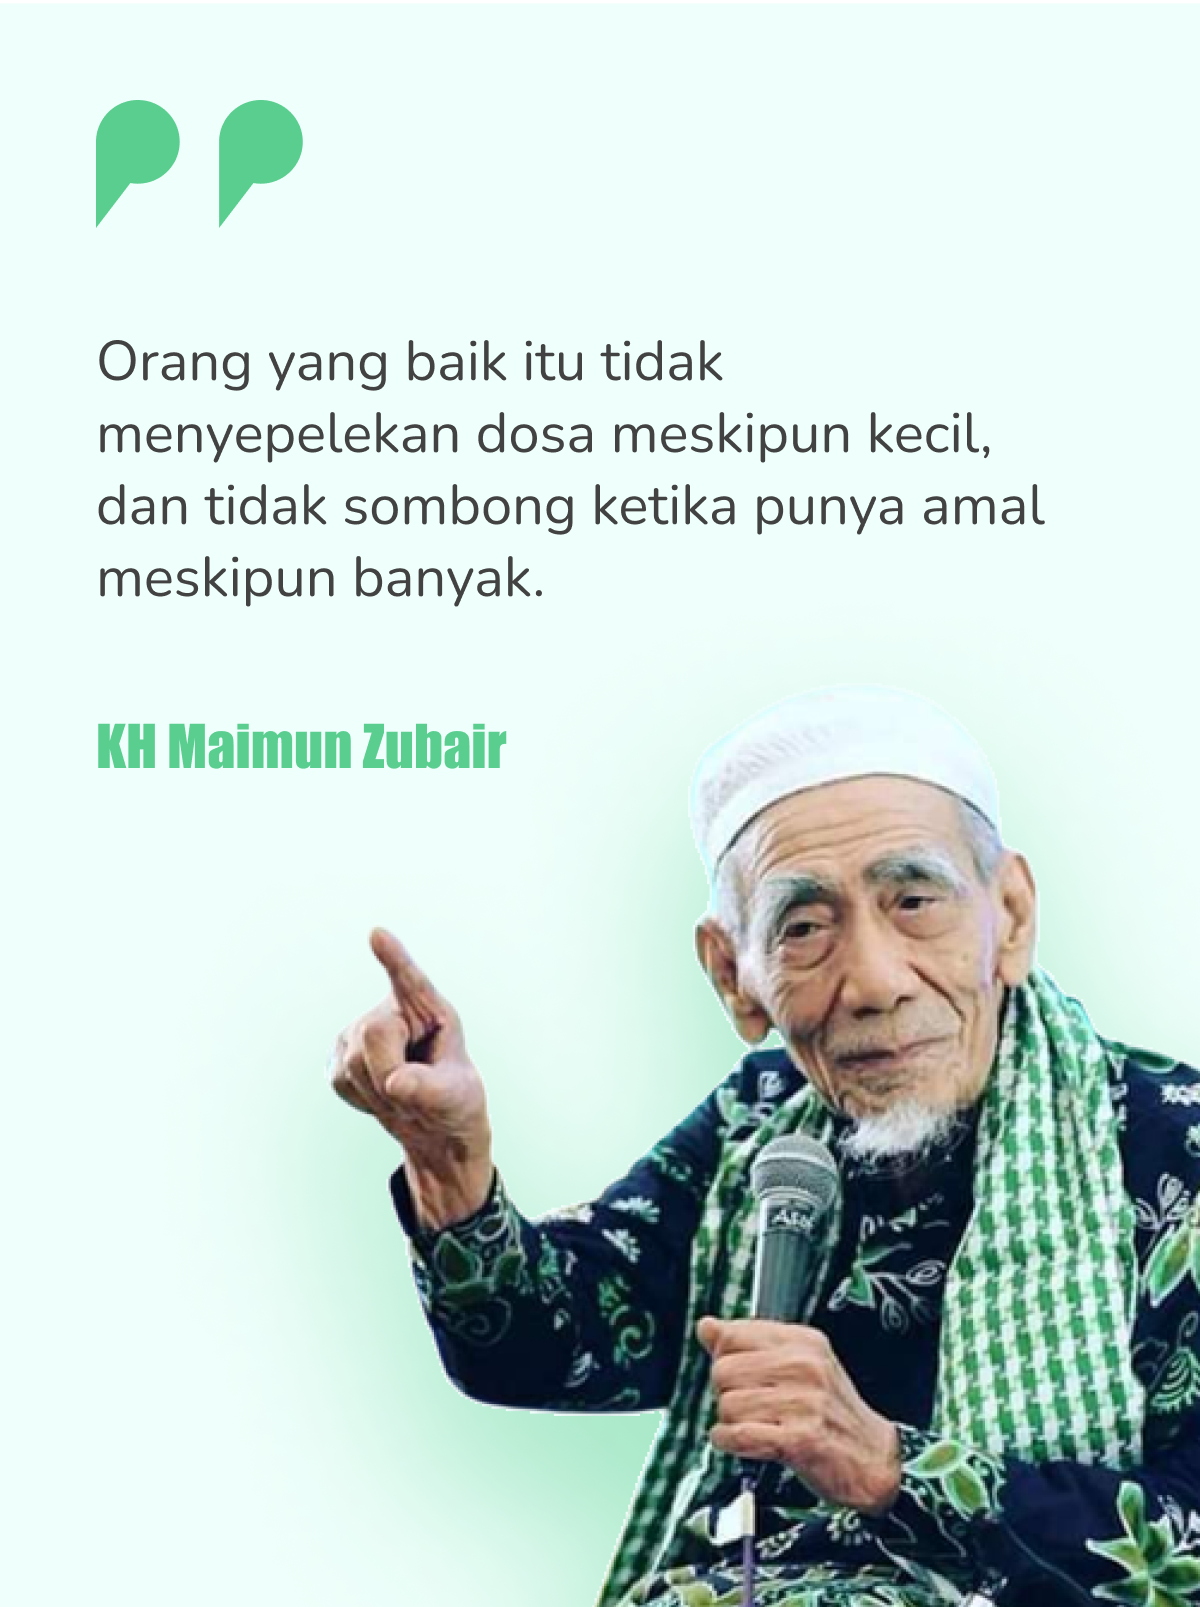 Orang yang baik itu tidak
menyepelekan dosa meskipun kecil,
dan tidak sombong ketika punya amal
meskipun banyak.
KH Maimun Zubair